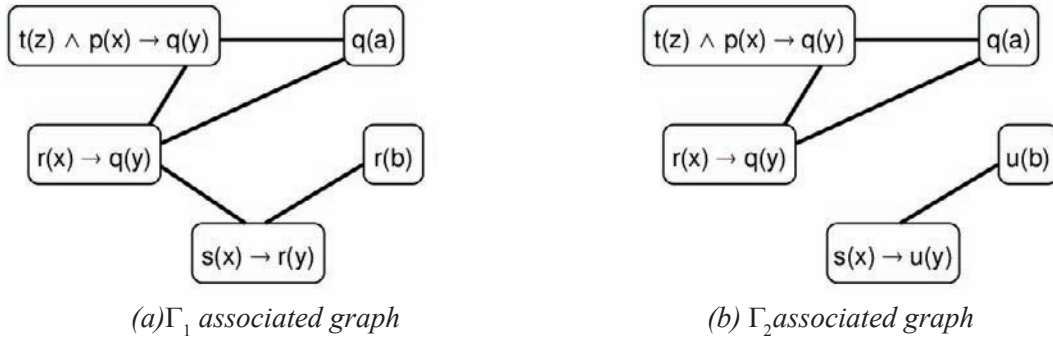 t(z) ∧ p(x) → q(y)
q(a)
r(x) → q(y)
r(b)
s(x) → r(y)
(a)Γ₁ associated graph
t(z) ∧ p(x) → q(y)
q(a)
r(x) → q(y)
u(b)
s(x) → u(y)
(b) Γ₂associated graph